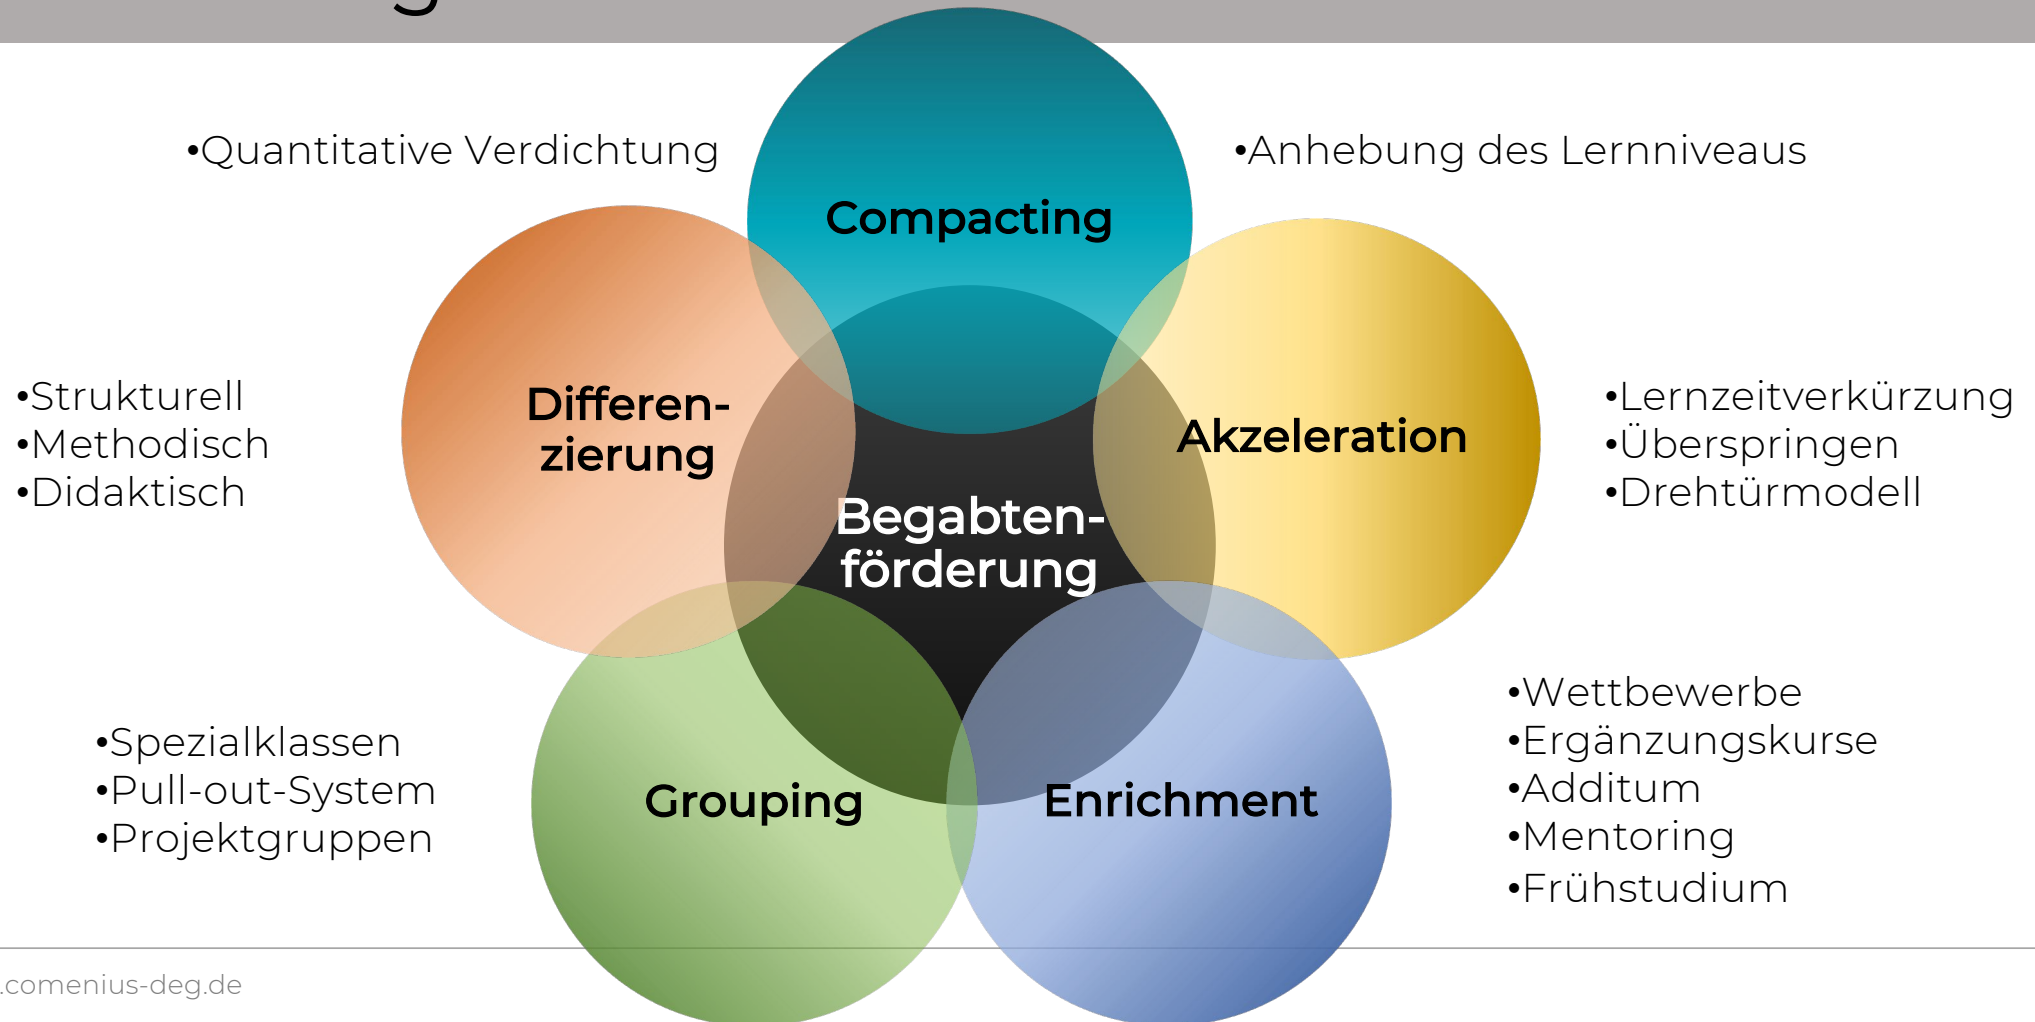 •Quantitative Verdichtung
Compacting
•Anhebung des Lernniveaus
Differen-
zierung
•Strukturell
•Methodisch
•Didaktisch
Akzeleration
•Lernzeitverkürzung
•Überspringen
•Drehtürmodell
Begabten-
förderung
Grouping
•Spezialklassen
•Pull-out-System
•Projektgruppen
Enrichment
•Wettbewerbe
•Ergänzungskurse
•Additum
•Mentoring
•Frühstudium
.comenius-deg.de